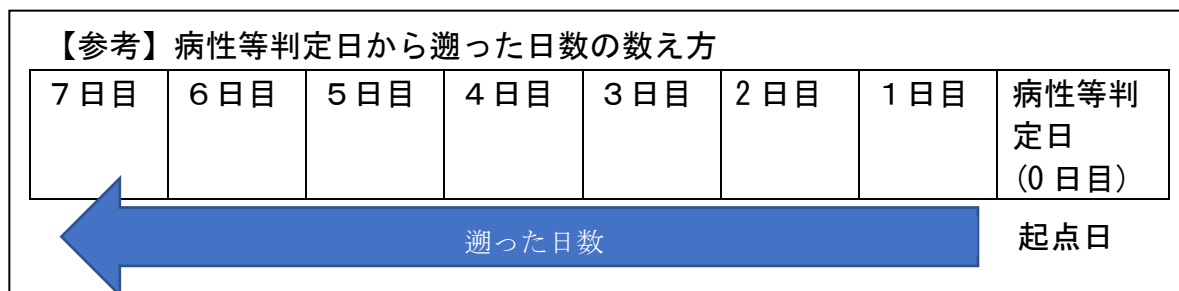 【参考】病性等判定日から遡った日数の数え方
７日目 ６日目 ５日目 ４日目 ３日目 2 日目 １日目 病性等判
定日
(0 日目)
遡った日数 起点日